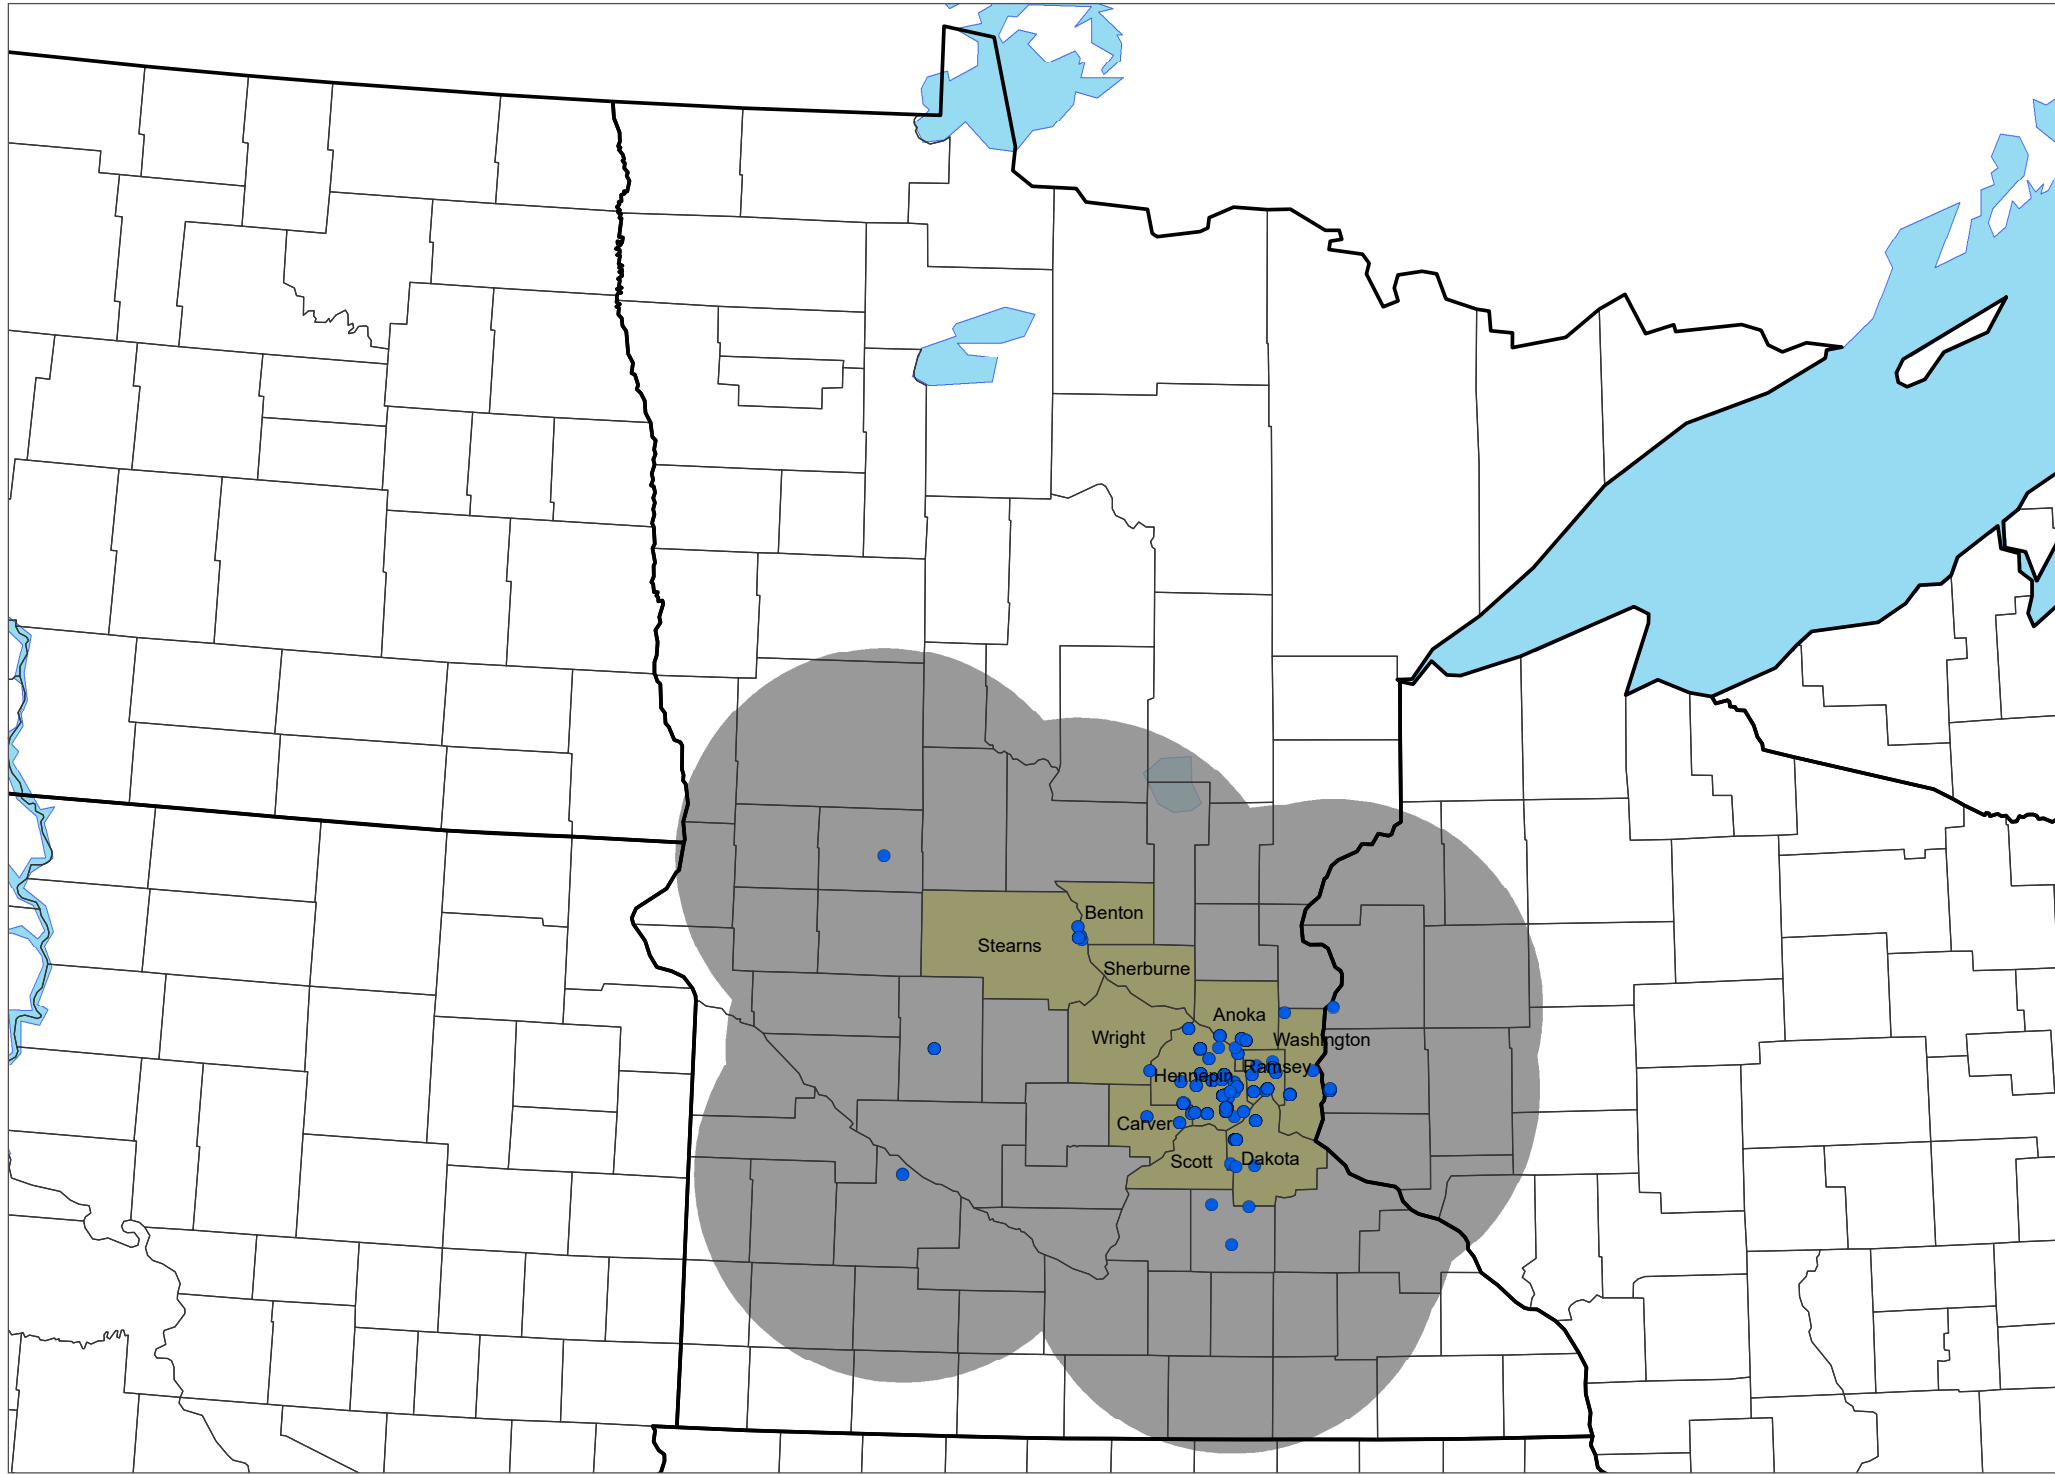 Benton
Stearns
Sherburne
Anoka
Wright
Washington
Ramsey
Hennepin
Carver
Scott
Dakota